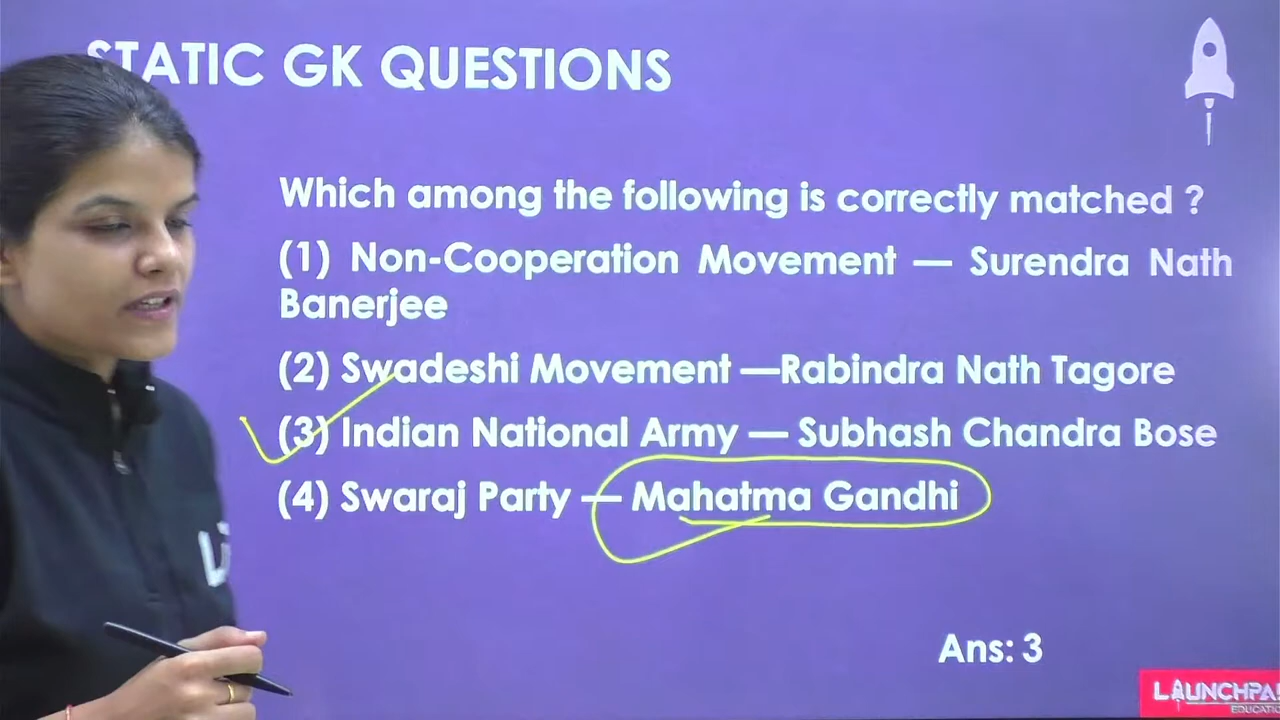 STATIC GK QUESTIONS
Which among the following is correctly matched ?
(1) Non-Cooperation Movement — Surendra Nath
Banerjee
(2) Swadeshi Movement —Rabindra Nath Tagore
(3) Indian National Army — Subhash Chandra Bose
(4) Swaraj Party — Mahatma Gandhi
Ans: 3